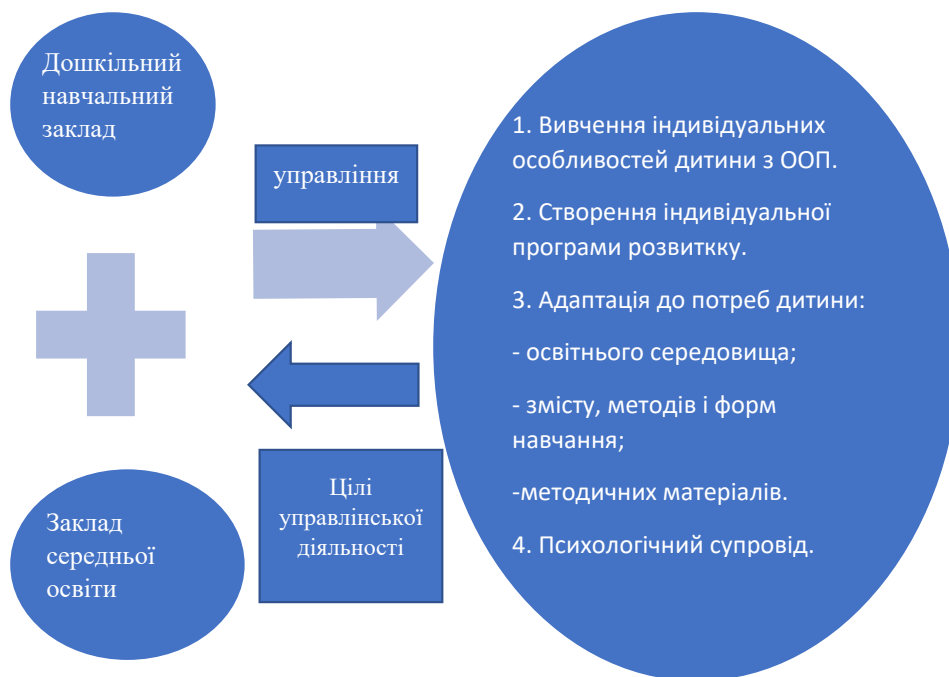 Дошкільний
навчальний
заклад
управління
Заклад
середньої
освіти
Цілі
управлінської
діяльності
1. Вивчення індивідуальних
особливостей дитини з ООП.
2. Створення індивідуальної
програми розвиткку.
3. Адаптація до потреб дитини:
- освітнього середовища;
- змісту, методів і форм
навчання;
-методичних матеріалів.
4. Психологічний супровід.